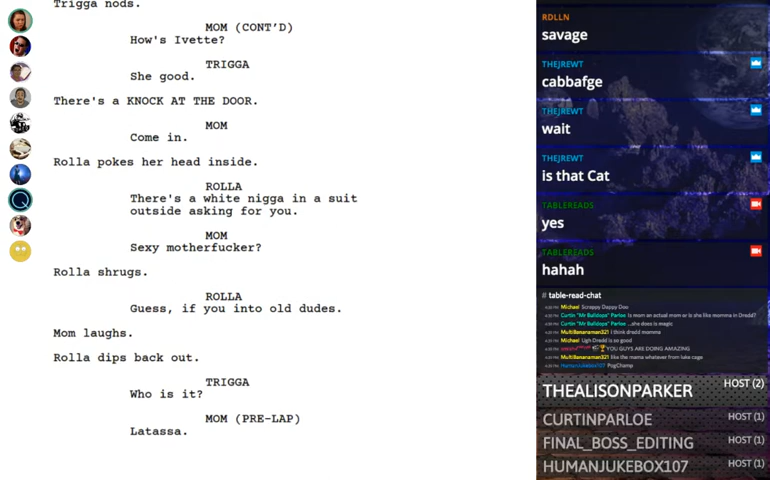 Trigga nods.
MOM (CONT'D)
How's Ivette?
TRIGGA
She good.
There's a KNOCK AT THE DOOR.
MOM
Come in.
Rolla pokes her head inside.
ROLLA
There's a white nigga in a suit
outside asking for you.
MOM
Sexy motherfucker?
Rolla shrugs.
ROLLA
Guess, if you into old dudes.
Mom laughs.
Rolla dips back out.
TRIGGA
Who is it?
MOM (PRE-LAP)
Latassa.
RDLLN
savage
THEJREWT
cabbafge
THEJREWT
wait
THEJREWT
is that Cat
TABLEREADS
yes
TABLEREADS
hahah
# table-read-chat
Michael Scrappy Dappy Doo
Curtin "Mr Balldops" Parloe Is mom an actual mom or is she like momma in Dredd?
Curtin "Mr Balldops" Parloe ...she does is magic
MultiBananaman321 I think dredd momma
Michael Ugh Dredd is so good
YOU GUYS ARE DOING AMAZING
MultiBananaman321 like the mama whatever from luke cage
HumanJukebox107 PogChamp
THEALISONPARKER HOST (2)
CURTINPARLOE HOST (1)
FINAL_BOSS_EDITING HOST (1)
HUMANJUKEBOX107 HOST (1)